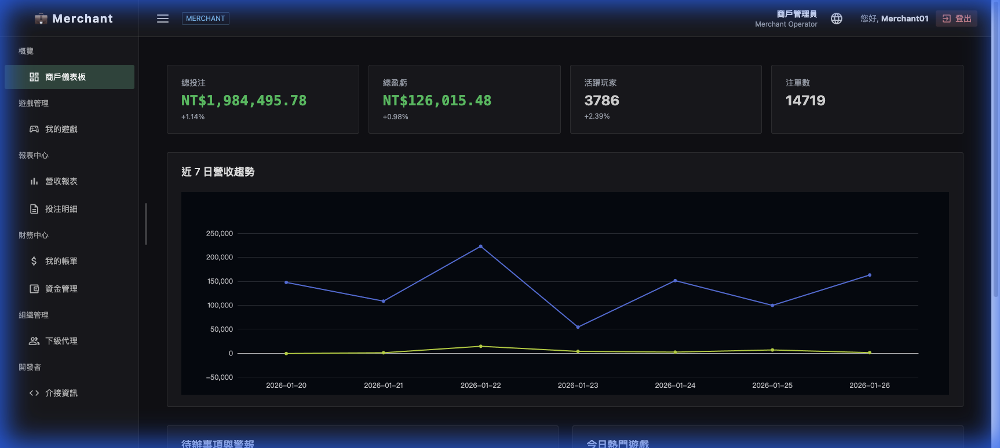 Merchant
MERCHANT
商戶管理員
Merchant Operator
您好, Merchant01
登出
概覽
商戶儀表板
遊戲管理
我的遊戲
報表中心
營收報表
投注明細
財務中心
我的帳單
資金管理
組織管理
下級代理
開發者
介接資訊
總投注
NT$1,984,495.78
+1.14%
總盈虧
NT$126,015.48
+0.98%
活躍玩家
3786
+2.39%
注單數
14719
近 7 日營收趨勢
250,000
200,000
150,000
100,000
50,000
0
-50,000
2026-01-20
2026-01-21
2026-01-22
2026-01-23
2026-01-24
2026-01-25
2026-01-26
待辦事項與警報
今日熱門遊戲